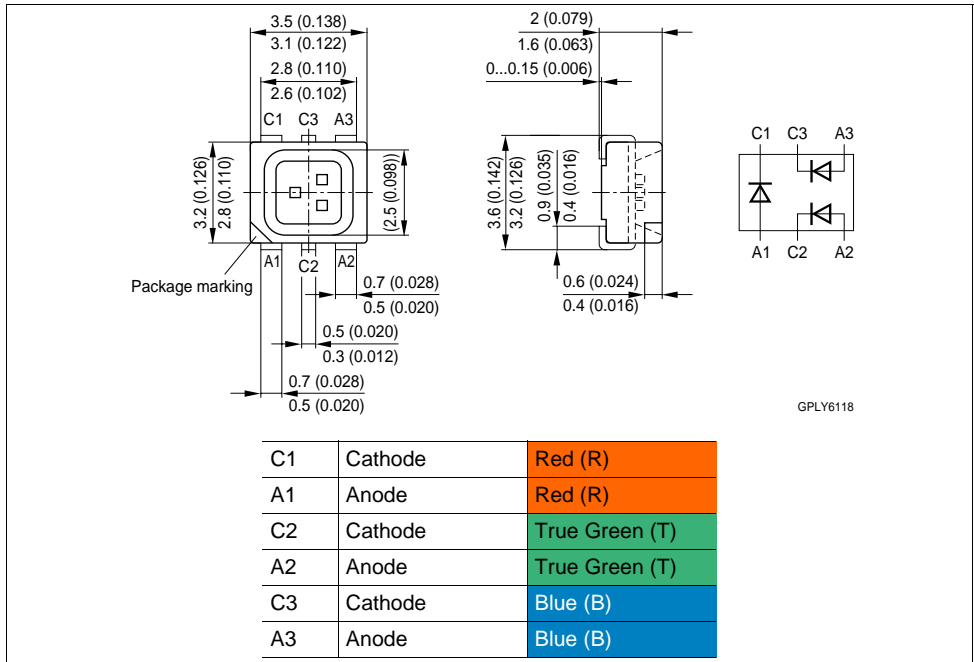 3.5 (0.138)
3.1 (0.122)
2.8 (0.110)
2.6 (0.102)
C1 C3 A3
3.2 (0.126)
2.8 (0.110)
(2.5 (0.098))
A1 C2 A2
Package marking
0.7 (0.028)
0.5 (0.020)
0.5 (0.020)
0.3 (0.012)
0.7 (0.028)
0.5 (0.020)
2 (0.079)
1.6 (0.063)
0...0.15 (0.006)
3.6 (0.142)
3.2 (0.126)
0.9 (0.035)
0.4 (0.016)
0.6 (0.024)
0.4 (0.016)
C1 C3 A3
A1 C2 A2
GPLY6118
C1 Cathode Red (R)
A1 Anode Red (R)
C2 Cathode True Green (T)
A2 Anode True Green (T)
C3 Cathode Blue (B)
A3 Anode Blue (B)